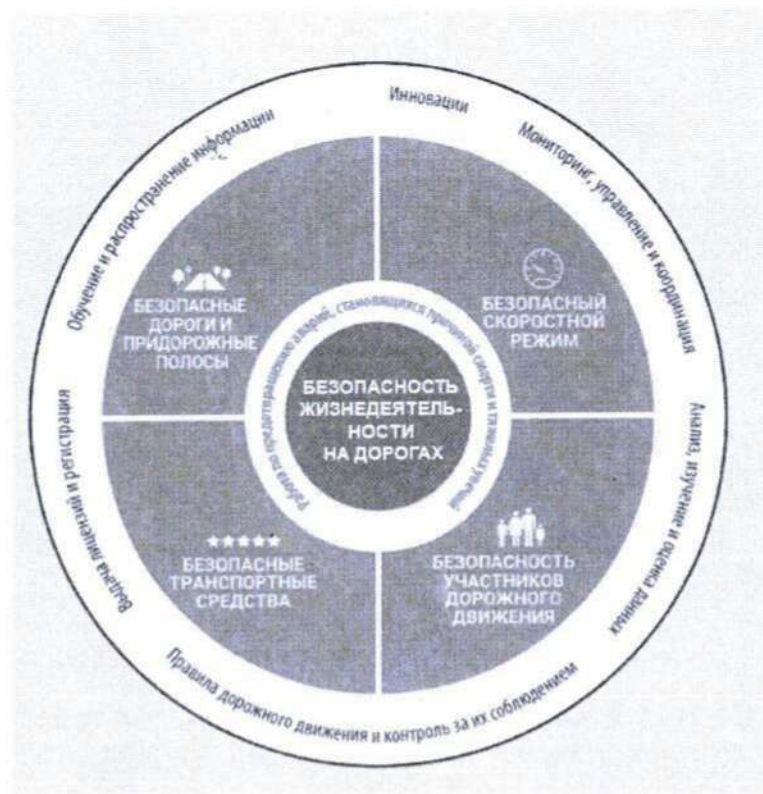 Инновации
Мониторинг, управление и координация
Анализ, изучение и оценка данных
Правила дорожного движения и контроль за их соблюдением
Выдача лицензий и регистрация
Обучение и распространение информации
БЕЗОПАСНЫЕ
ДОРОГИ И
ПРИДОРОЖНЫЕ
ПОЛОСЫ
БЕЗОПАСНЫЙ
СКОРОСТНОЙ
РЕЖИМ
Работа по предотвращению аварий, становящихся причиной смерти и тяжелых увечий
БЕЗОПАСНОСТЬ
ЖИЗНЕДЕЯТЕЛЬ-
НОСТИ
НА ДОРОГАХ
БЕЗОПАСНЫЕ
ТРАНСПОРТНЫЕ
СРЕДСТВА
БЕЗОПАСНОСТЬ
УЧАСТНИКОВ
ДОРОЖНОГО
ДВИЖЕНИЯ